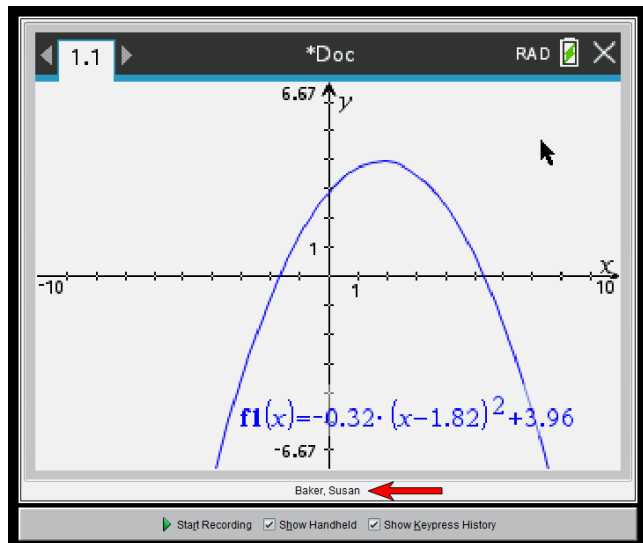 1.1 *Doc RAD
6.67 y
1
x
-10 1 10
f1(x)=-0.32·(x-1.82)²+3.96
-6.67
Baker, Susan
Start Recording Show Handheld Show Keypress History